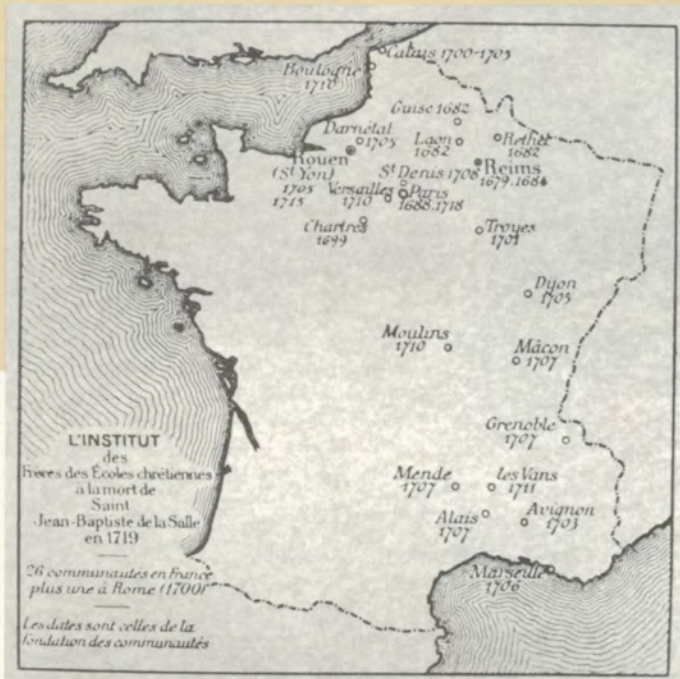 Calais 1700-1705
Boulogne
1710
Guise 1682
Darnétal
1705
Laon
1682
Rethel
1682
Rouen
(St Yon)
1705
1715
St Denis 1708
Reims
1679.1684
Versailles
1710
Paris
1688.1718
Chartres
1699
Troyes
1701
Dijon
1705
Moulins
1710
Mâcon
1707
Grenoble
1707
Mende
1707
les Vans
1711
Alais
1707
Avignon
1703
Marseille
1706
L'INSTITUT
des
Frères des Écoles chrétiennes
à la mort de
Saint
Jean-Baptiste de la Salle
en 1719
26 communautés en France
plus une à Rome (1700)
Les dates sont celles de la
fondation des communautés